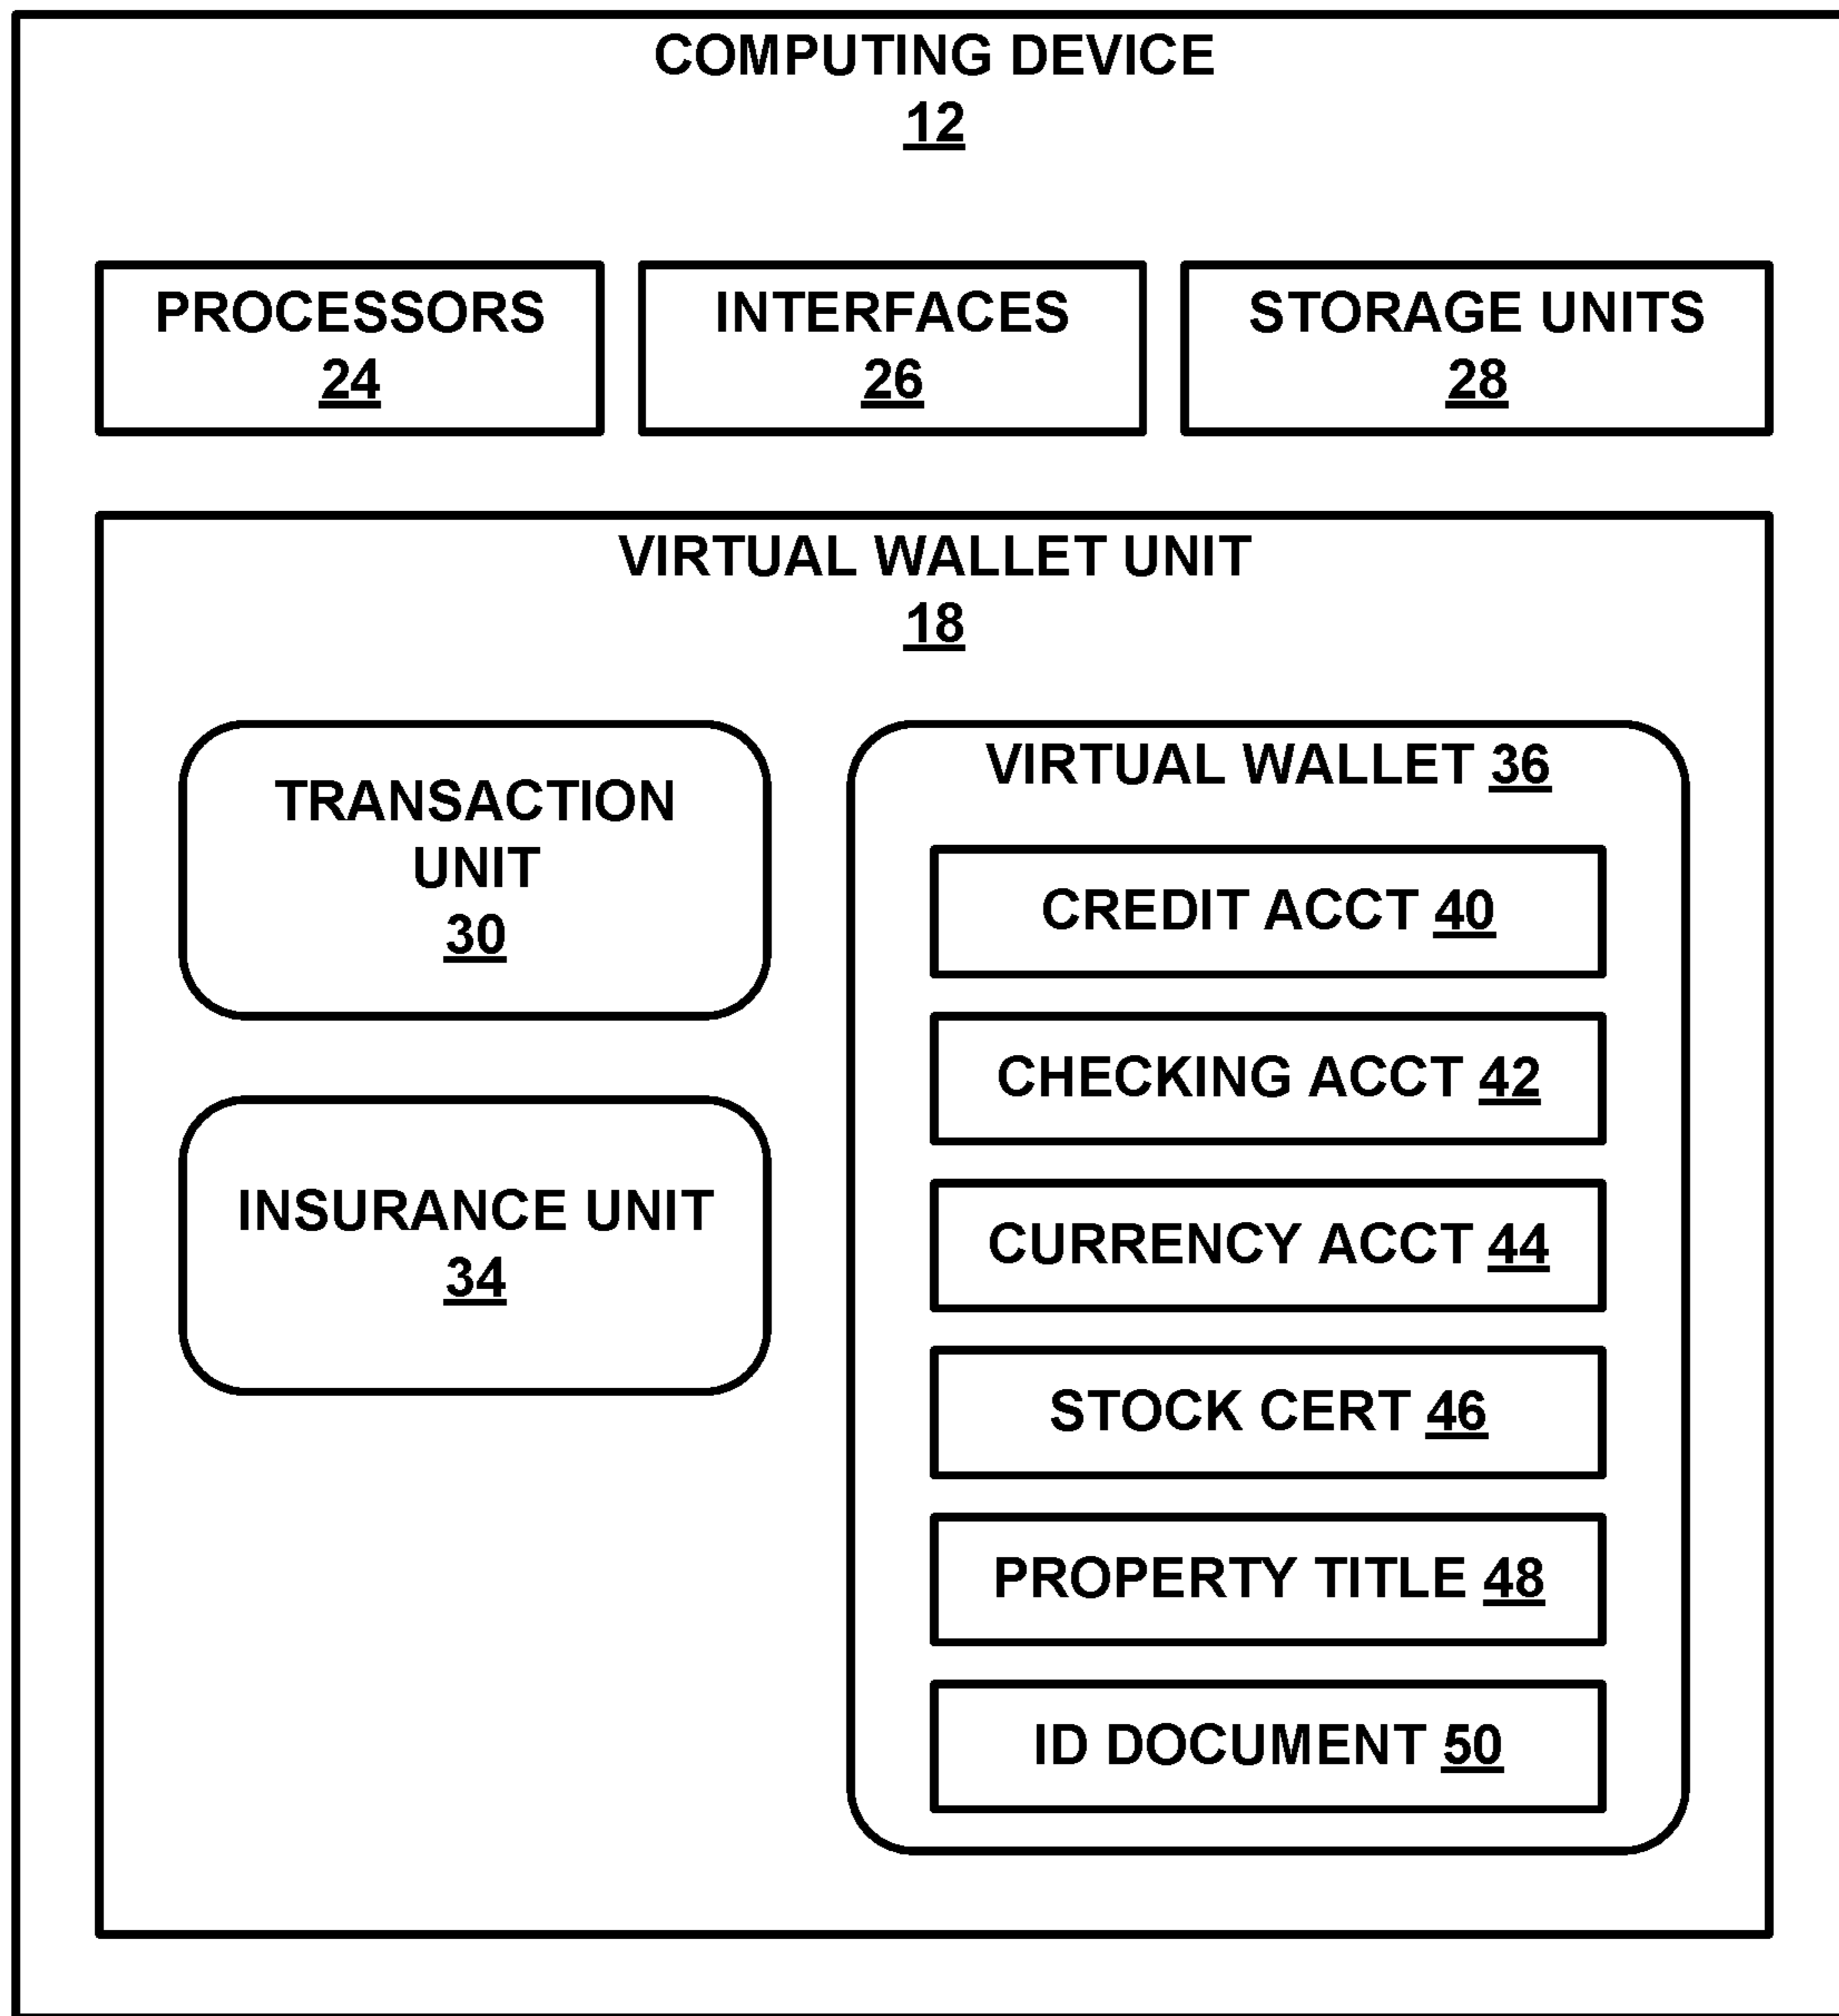 COMPUTING DEVICE
12
PROCESSORS
24
INTERFACES
26
STORAGE UNITS
28
VIRTUAL WALLET UNIT
18
TRANSACTION
UNIT
30
INSURANCE UNIT
34
VIRTUAL WALLET 36
CREDIT ACCT 40
CHECKING ACCT 42
CURRENCY ACCT 44
STOCK CERT 46
PROPERTY TITLE 48
ID DOCUMENT 50